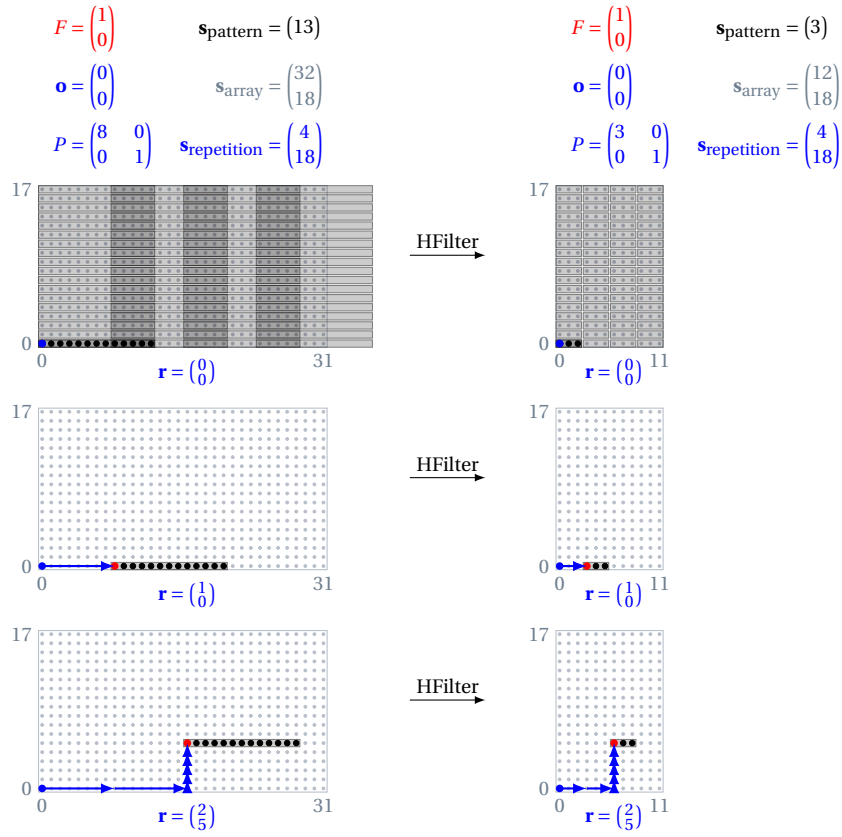 F = (1 0) s_pattern = (13) F = (1 0) s_pattern = (3)
o = (0 0) s_array = (32 18) o = (0 0) s_array = (12 18)
P = (8 0 0 1) s_repetition = (4 18) P = (3 0 0 1) s_repetition = (4 18)
17 17
HFilter
0 0
0 31 0 11
r = (0 0) r = (0 0)
17 17
HFilter
0 0
0 31 0 11
r = (1 0) r = (1 0)
17 17
HFilter
0 0
0 31 0 11
r = (2 5) r = (2 5)